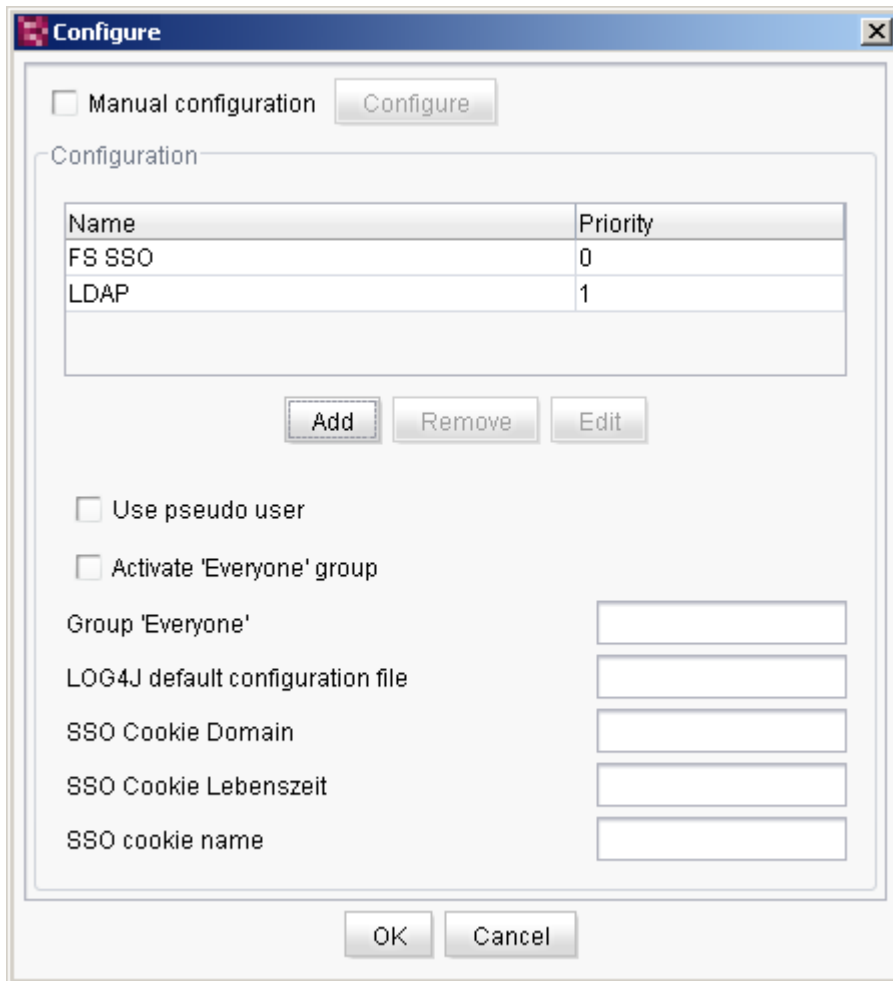 Configure
Manual configuration Configure
Configuration
Name Priority
FS SSO 0
LDAP 1
Add Remove Edit
Use pseudo user
Activate 'Everyone' group
Group 'Everyone'
LOG4J default configuration file
SSO Cookie Domain
SSO Cookie Lebenszeit
SSO cookie name
OK Cancel